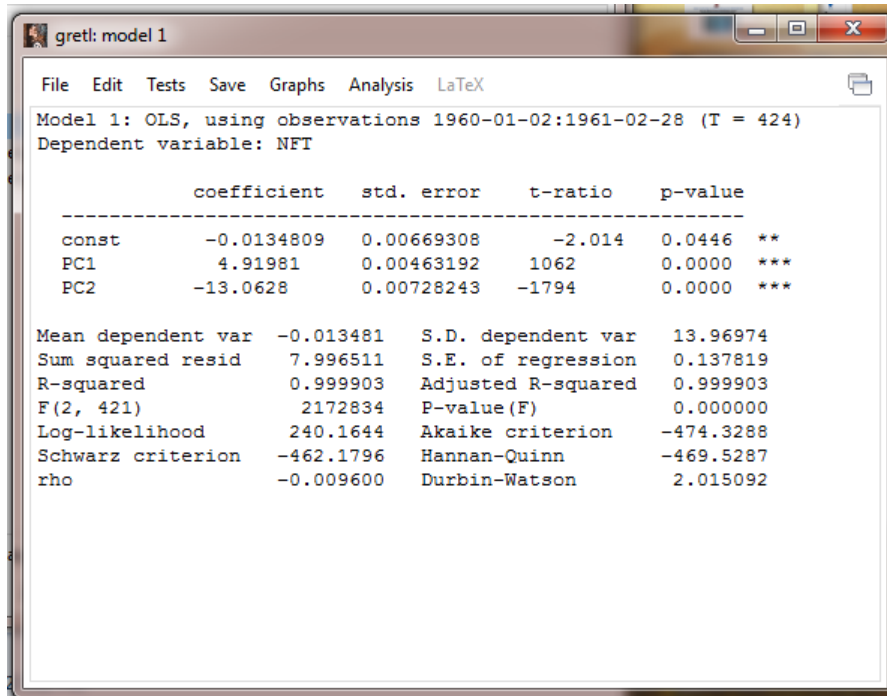 gretl: model 1
File Edit Tests Save Graphs Analysis LaTeX
Model 1: OLS, using observations 1960-01-02:1961-02-28 (T = 424)
Dependent variable: NFT
coefficient std. error t-ratio p-value
---------------------------------------------------------
const -0.0134809 0.00669308 -2.014 0.0446 **
PC1 4.91981 0.00463192 1062 0.0000 ***
PC2 -13.0628 0.00728243 -1794 0.0000 ***
Mean dependent var -0.013481 S.D. dependent var 13.96974
Sum squared resid 7.996511 S.E. of regression 0.137819
R-squared 0.999903 Adjusted R-squared 0.999903
F(2, 421) 2172834 P-value(F) 0.000000
Log-likelihood 240.1644 Akaike criterion -474.3288
Schwarz criterion -462.1796 Hannan-Quinn -469.5287
rho -0.009600 Durbin-Watson 2.015092